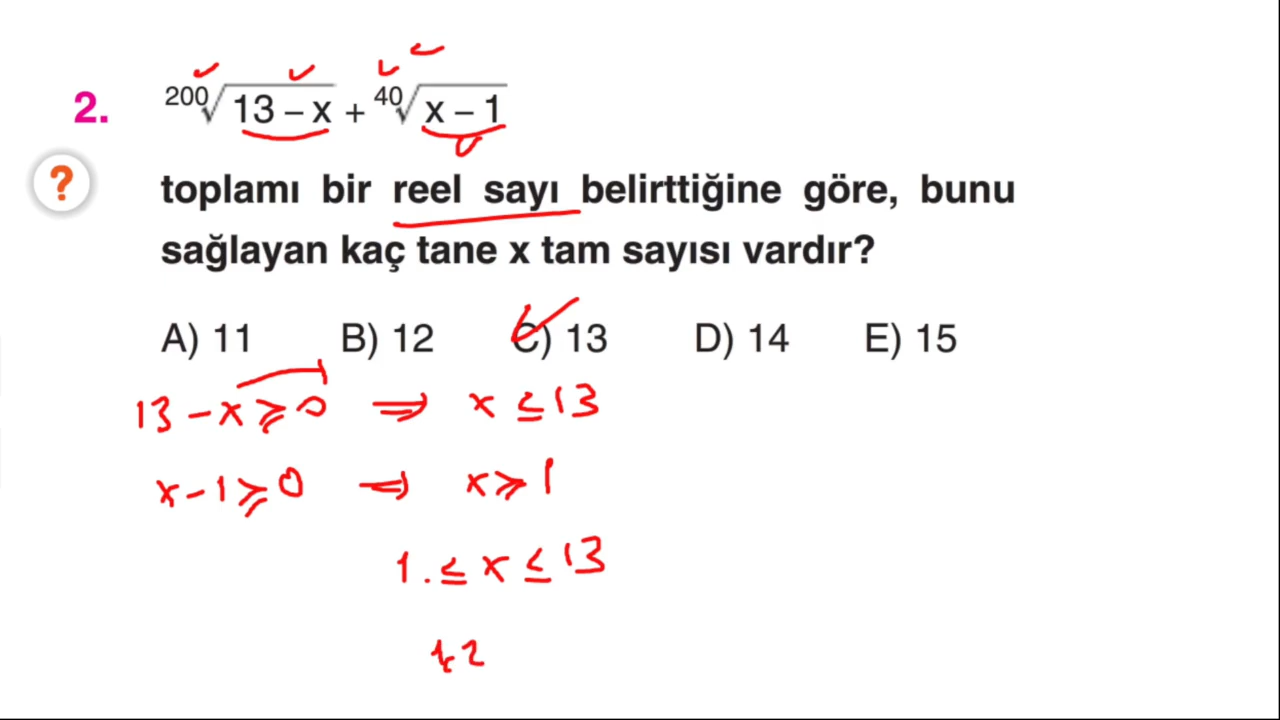 2. ²⁰⁰√(13 – x) + ⁴⁰√(x – 1)
?
toplamı bir reel sayı belirttiğine göre, bunu
sağlayan kaç tane x tam sayısı vardır?
A) 11 B) 12 C) 13 D) 14 E) 15
13 - x ≥ 0 ⇒ x ≤ 13
x - 1 ≥ 0 ⇒ x ≥ 1
1. ≤ x ≤ 13